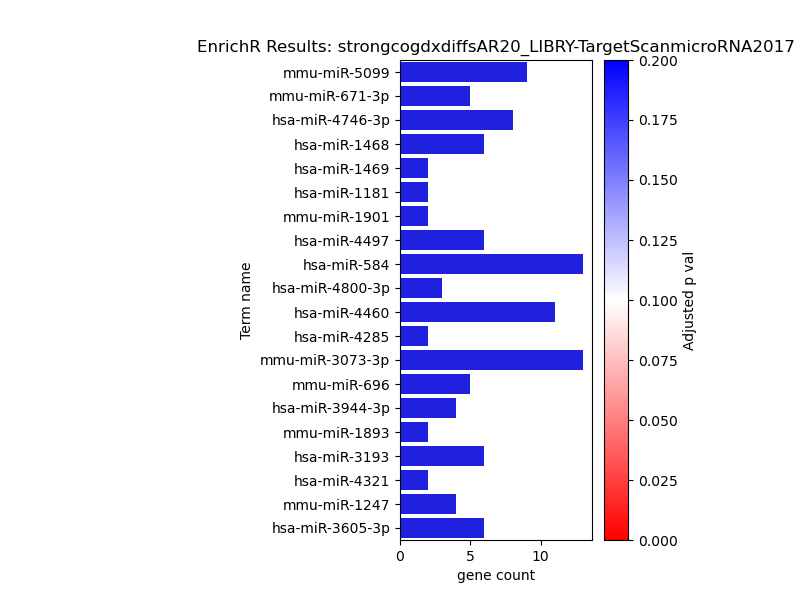 EnrichR Results: strongcogdxdiffsAR20_LIBRY-TargetScanmicroRNA2017
mmu-miR-5099
mmu-miR-671-3p
hsa-miR-4746-3p
hsa-miR-1468
hsa-miR-1469
hsa-miR-1181
mmu-miR-1901
hsa-miR-4497
hsa-miR-584
hsa-miR-4800-3p
hsa-miR-4460
hsa-miR-4285
mmu-miR-3073-3p
mmu-miR-696
hsa-miR-3944-3p
mmu-miR-1893
hsa-miR-3193
hsa-miR-4321
mmu-miR-1247
hsa-miR-3605-3p
Term name
0 5 10
gene count
0.200
0.175
0.150
0.125
0.100
0.075
0.050
0.025
0.000
Adjusted p val